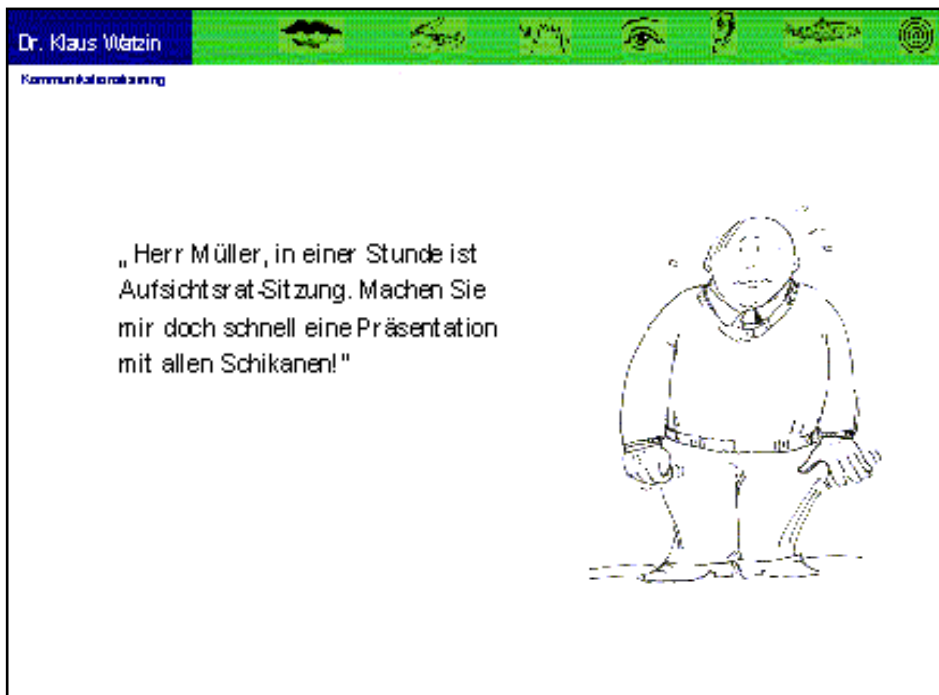 Dr. Klaus Watzin
Kommunikationstraining
„Herr Müller, in einer Stunde ist
Aufsichtsrat-Sitzung. Machen Sie
mir doch schnell eine Präsentation
mit allen Schikanen!"